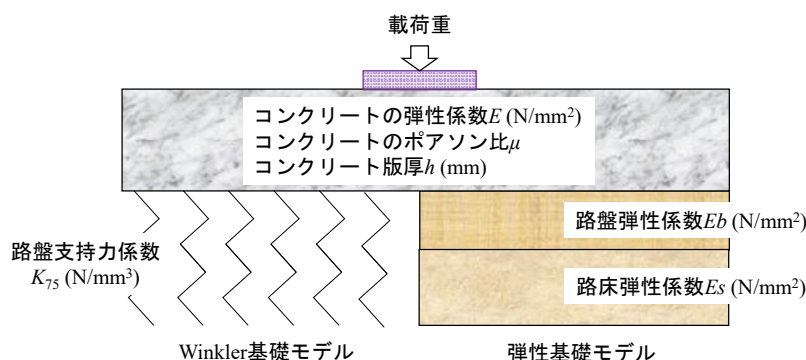 載荷重
コンクリートの弾性係数E (N/mm²)
コンクリートのポアソン比μ
コンクリート版厚h (mm)
路盤支持力係数
K₇₅ (N/mm³)
路盤弾性係数Eb (N/mm²)
路床弾性係数Es (N/mm²)
Winkler基礎モデル
弾性基礎モデル